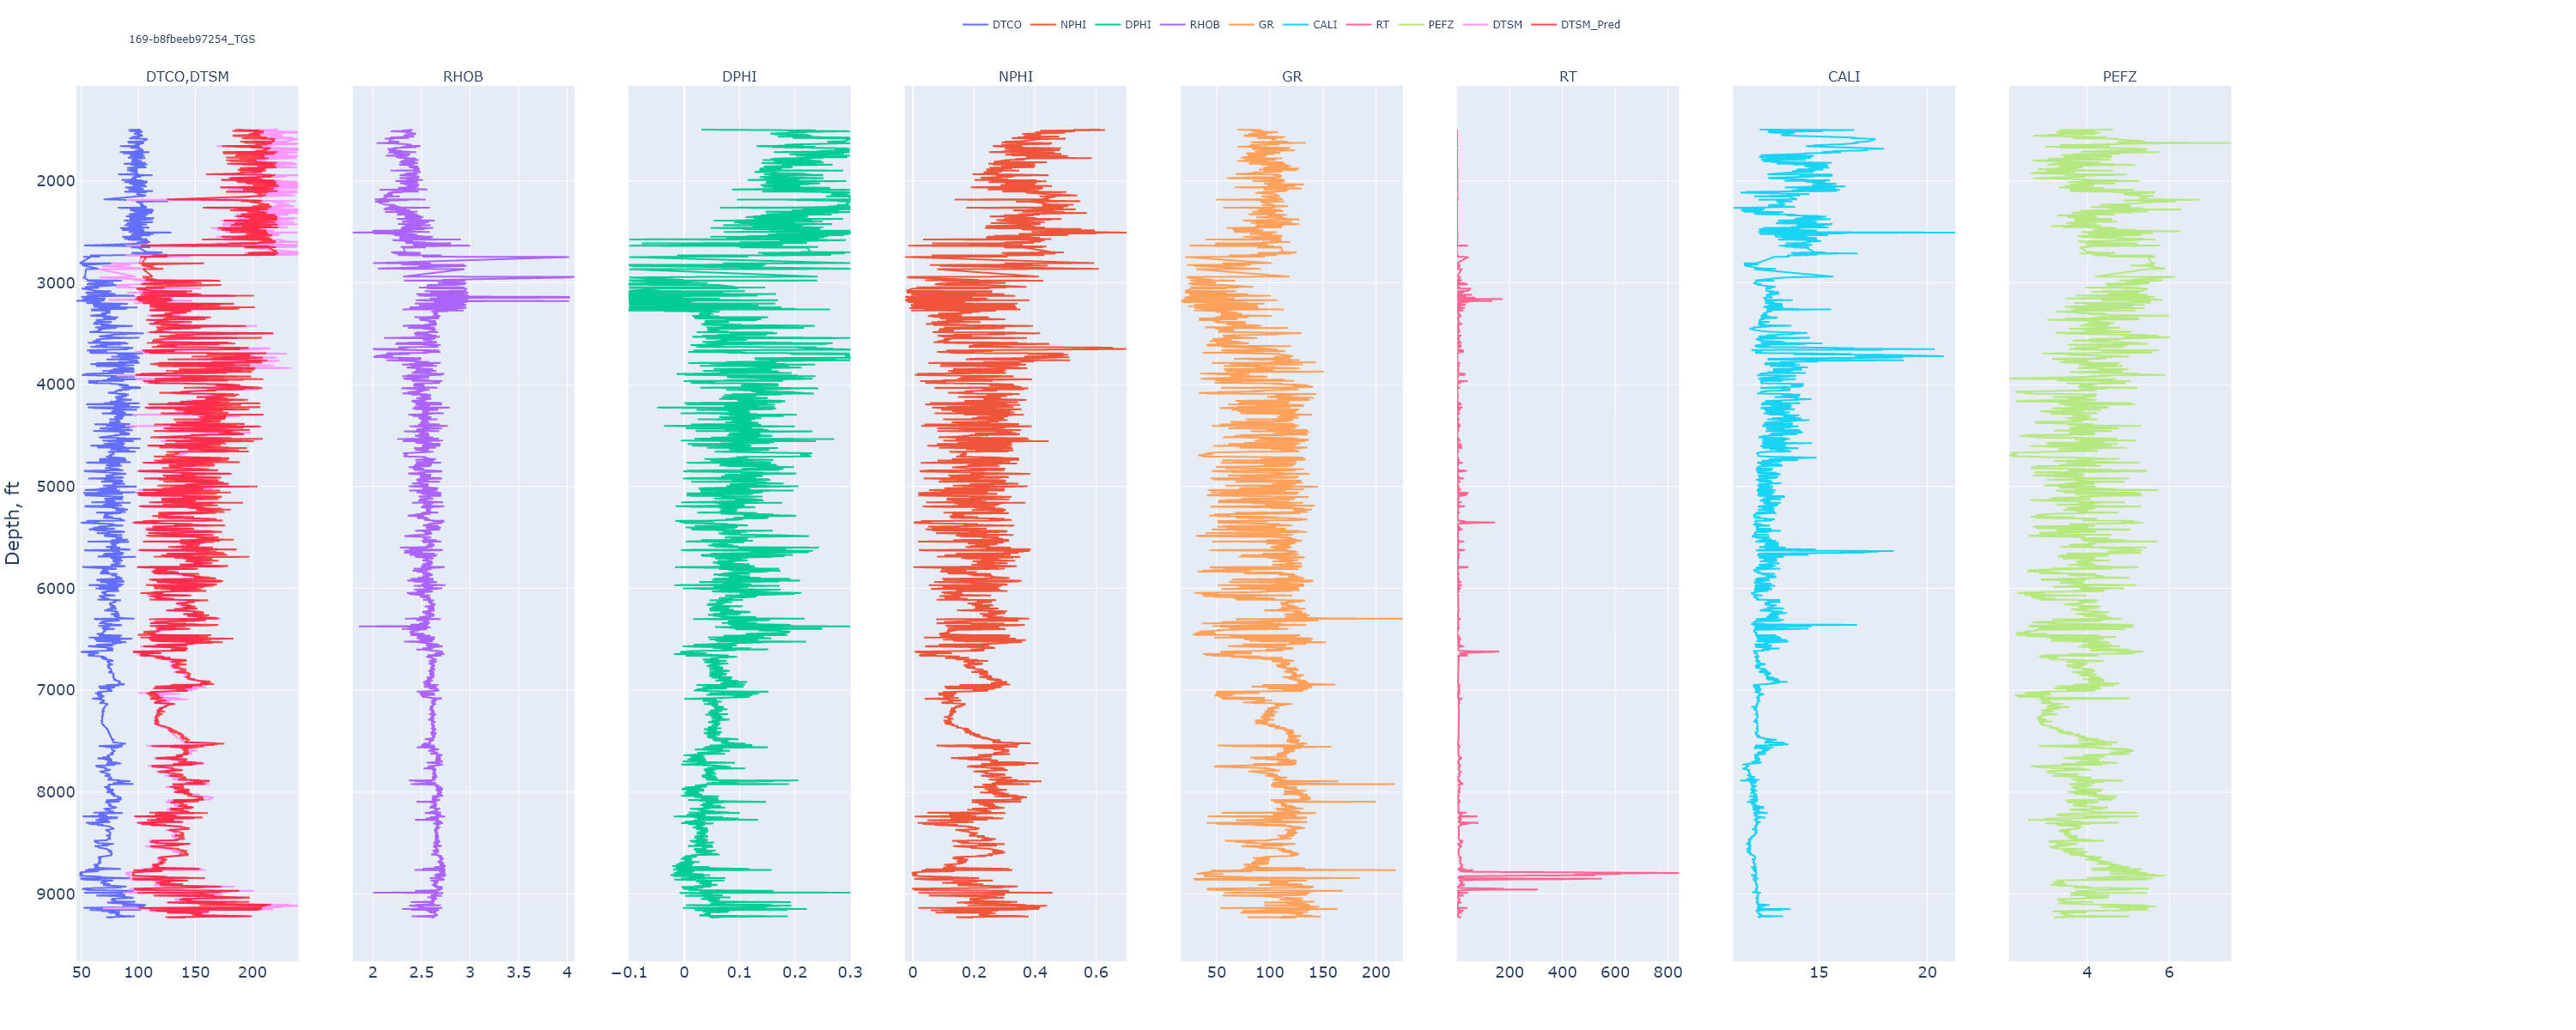 DTCO NPHI DPHI RHOB GR CALI RT PEFZ DTSM DTSM_Pred
169-b8fbeeb97254_TGS
DTCO,DTSM RHOB DPHI NPHI GR RT CALI PEFZ
2000
3000
4000
5000
6000
7000
8000
9000
Depth, ft
50 100 150 200 2 2.5 3 3.5 4 −0.1 0 0.1 0.2 0.3 0 0.2 0.4 0.6 50 100 150 200 200 400 600 800 15 20 4 6